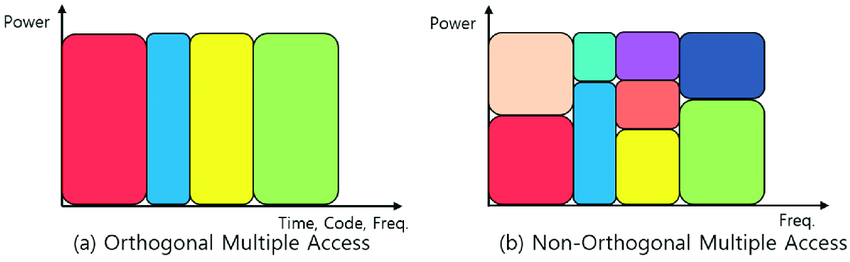 Power
Time, Code, Freq.
(a) Orthogonal Multiple Access
Power
Freq.
(b) Non-Orthogonal Multiple Access